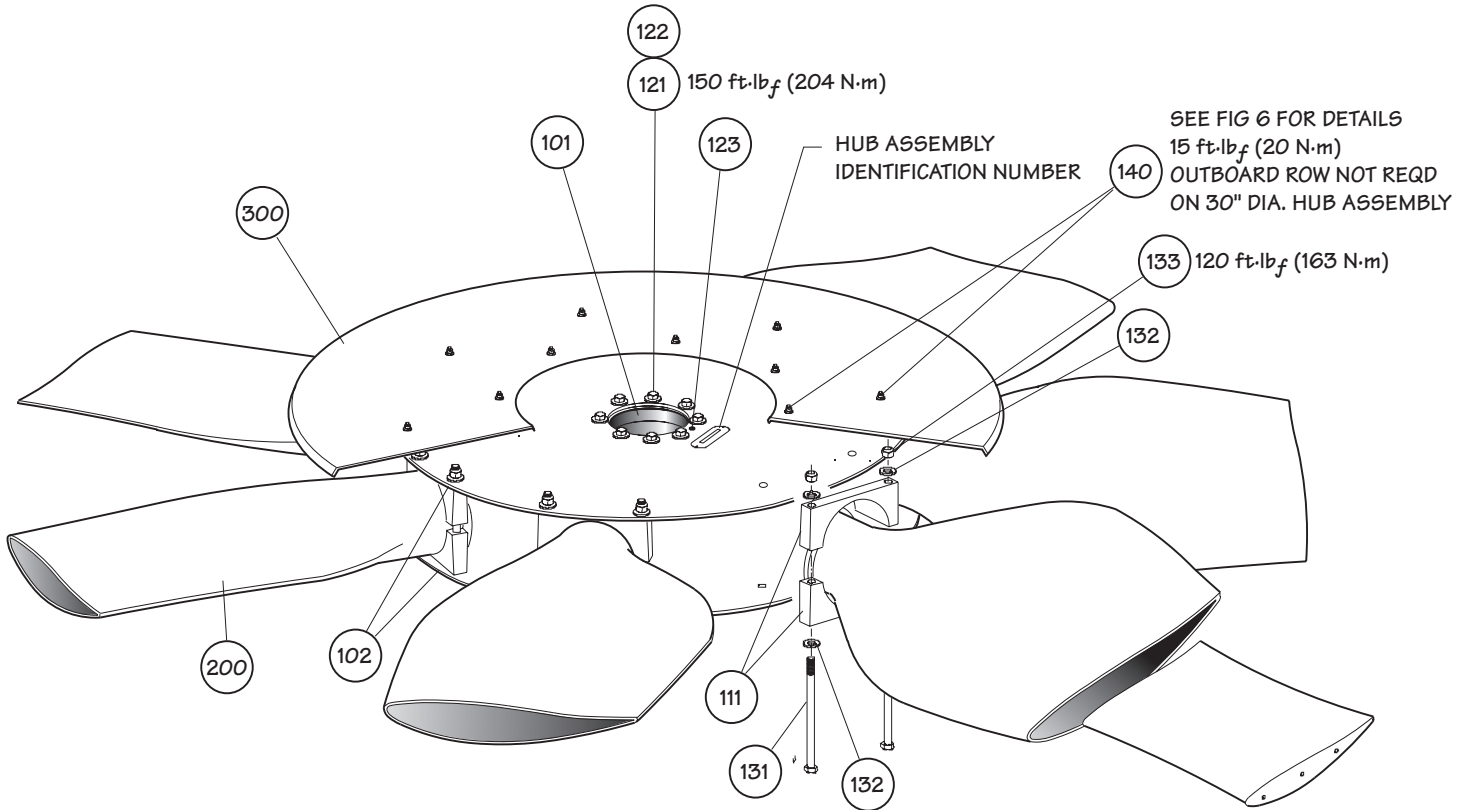 122
121 150 ft·lbf (204 N·m)
101
123
HUB ASSEMBLY
IDENTIFICATION NUMBER
140
SEE FIG 6 FOR DETAILS
15 ft·lbf (20 N·m)
OUTBOARD ROW NOT REQD
ON 30" DIA. HUB ASSEMBLY
300
133 120 ft·lbf (163 N·m)
132
200
102
111
131
132